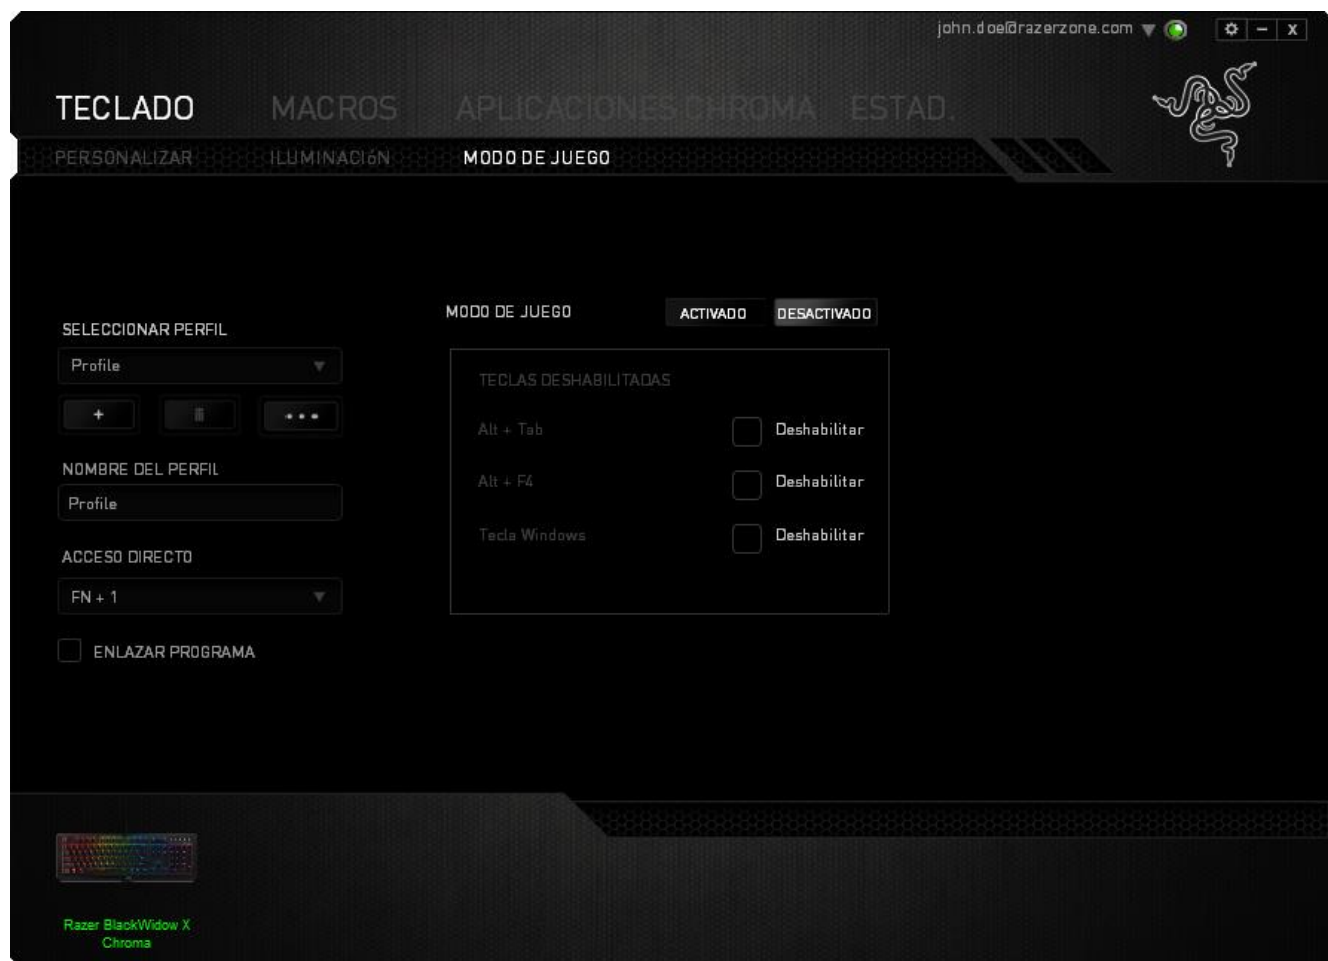 john.doe@razerzone.com
TECLADO MACROS APLICACIONES CHROMA ESTAD.
PERSONALIZAR ILUMINACIóN MODO DE JUEGO
SELECCIONAR PERFIL
Profile
NOMBRE DEL PERFIL
Profile
ACCESO DIRECTO
FN + 1
ENLAZAR PROGRAMA
MODO DE JUEGO ACTIVADO DESACTIVADO
TECLAS DESHABILITADAS
Alt + Tab Deshabilitar
Alt + F4 Deshabilitar
Tecla Windows Deshabilitar
Razer BlackWidow X
Chroma